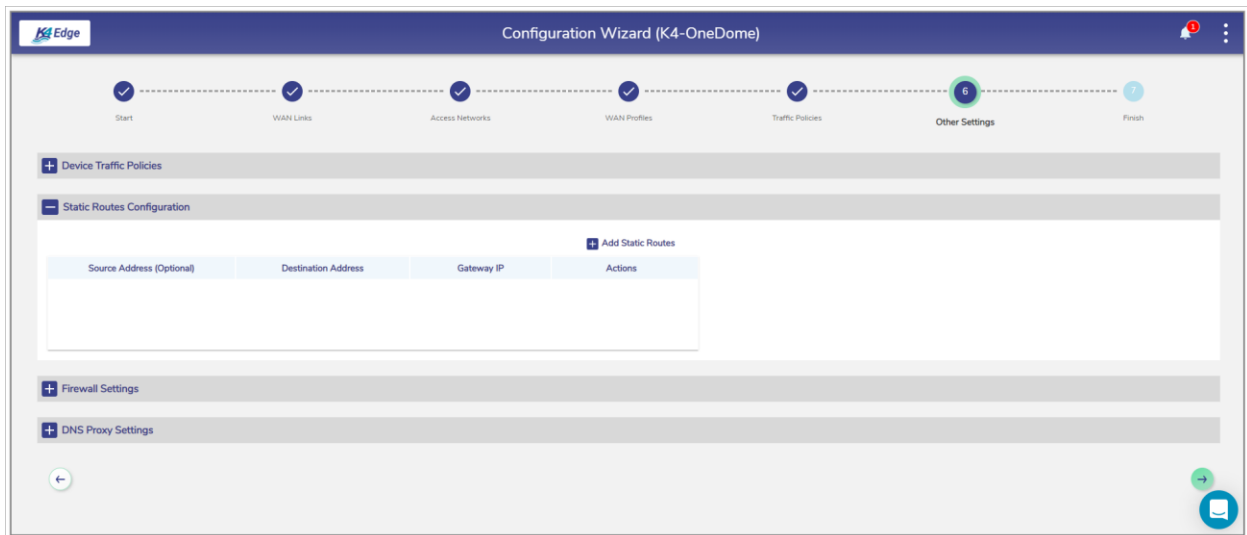 K4 Edge
Configuration Wizard (K4-OneDome)
1
6
7
Start
WAN Links
Access Networks
WAN Profiles
Traffic Policies
Other Settings
Finish
Device Traffic Policies
Static Routes Configuration
Add Static Routes
Source Address (Optional) Destination Address Gateway IP Actions
Firewall Settings
DNS Proxy Settings